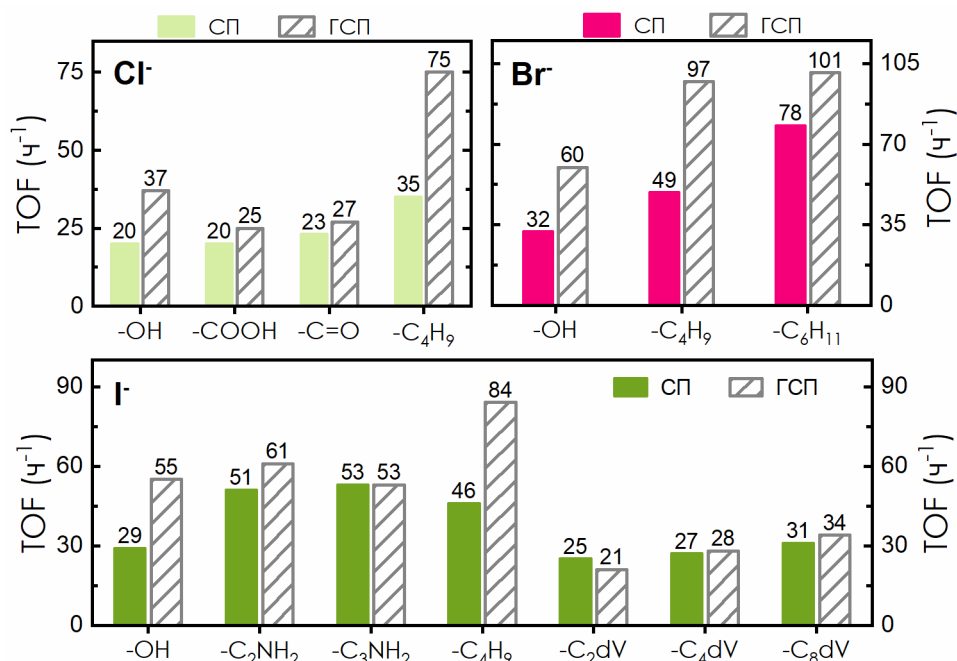 СП ГСП
Cl⁻
TOF (ч⁻¹)
75
50
25
0
20 37 20 25 23 27 35 75
-OH -COOH -C=O -C₄H₉
СП ГСП
Br⁻
TOF (ч⁻¹)
105
70
35
0
32 60 49 97 78 101
-OH -C₄H₉ -C₆H₁₁
I⁻
СП ГСП
TOF (ч⁻¹)
90
60
30
0
29 55 51 61 53 53 46 84 25 21 27 28 31 34
90
60
30
0
TOF (ч⁻¹)
-OH -C₂NH₂ -C₃NH₂ -C₄H₉ -C₂dV -C₄dV -C₈dV